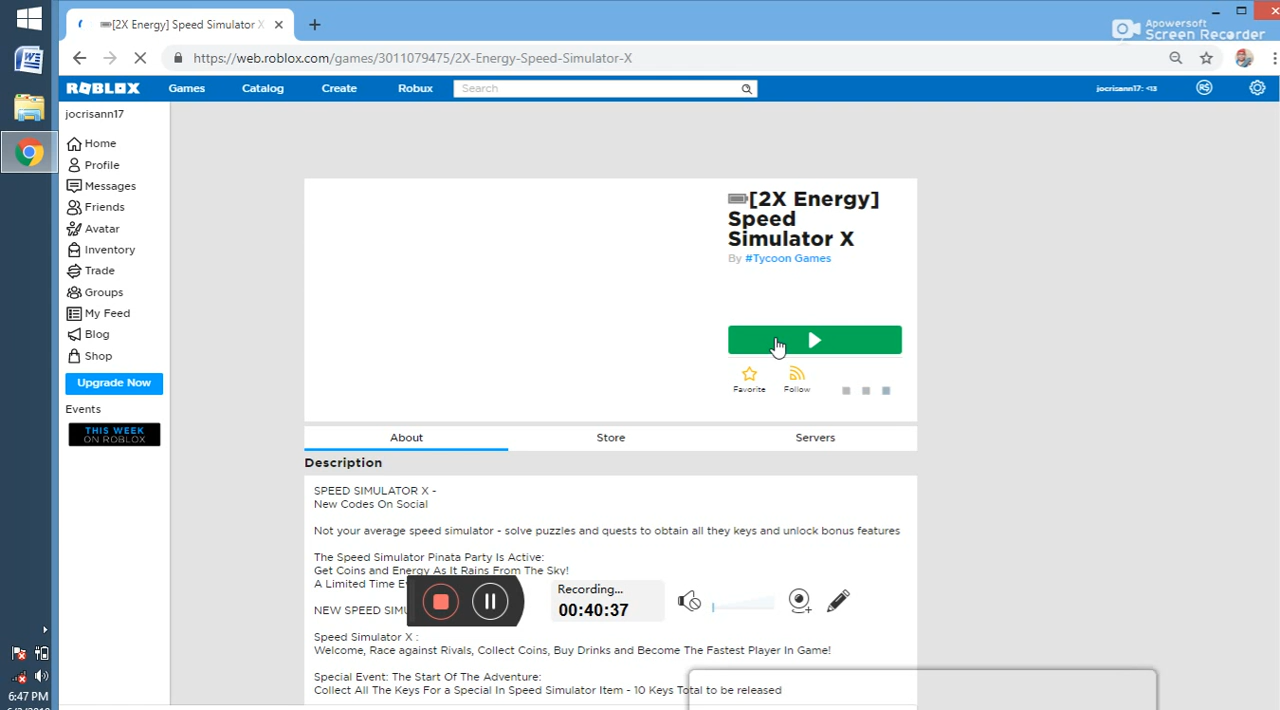 [2X Energy] Speed Simulator X
Apowersoft
Screen Recorder
https://web.roblox.com/games/3011079475/2X-Energy-Speed-Simulator-X
ROBLOX
Games
Catalog
Create
Robux
Search
jocrisann17: <13
jocrisann17
Home
Profile
Messages
Friends
Avatar
Inventory
Trade
Groups
My Feed
Blog
Shop
Upgrade Now
Events
THIS WEEK
ON ROBLOX
[2X Energy]
Speed
Simulator X
By #Tycoon Games
Favorite
Follow
About
Store
Servers
Description
SPEED SIMULATOR X -
New Codes On Social
Not your average speed simulator - solve puzzles and quests to obtain all they keys and unlock bonus features
The Speed Simulator Pinata Party Is Active:
Get Coins and Energy As It Rains From The Sky!
A Limited Time
NEW SPEED
Recording...
00:40:37
Speed Simulator X :
Welcome, Race against Rivals, Collect Coins, Buy Drinks and Become The Fastest Player In Game!
Special Event: The Start Of The Adventure:
Collect All The Keys For a Special In Speed Simulator Item - 10 Keys Total to be released
6:47 PM